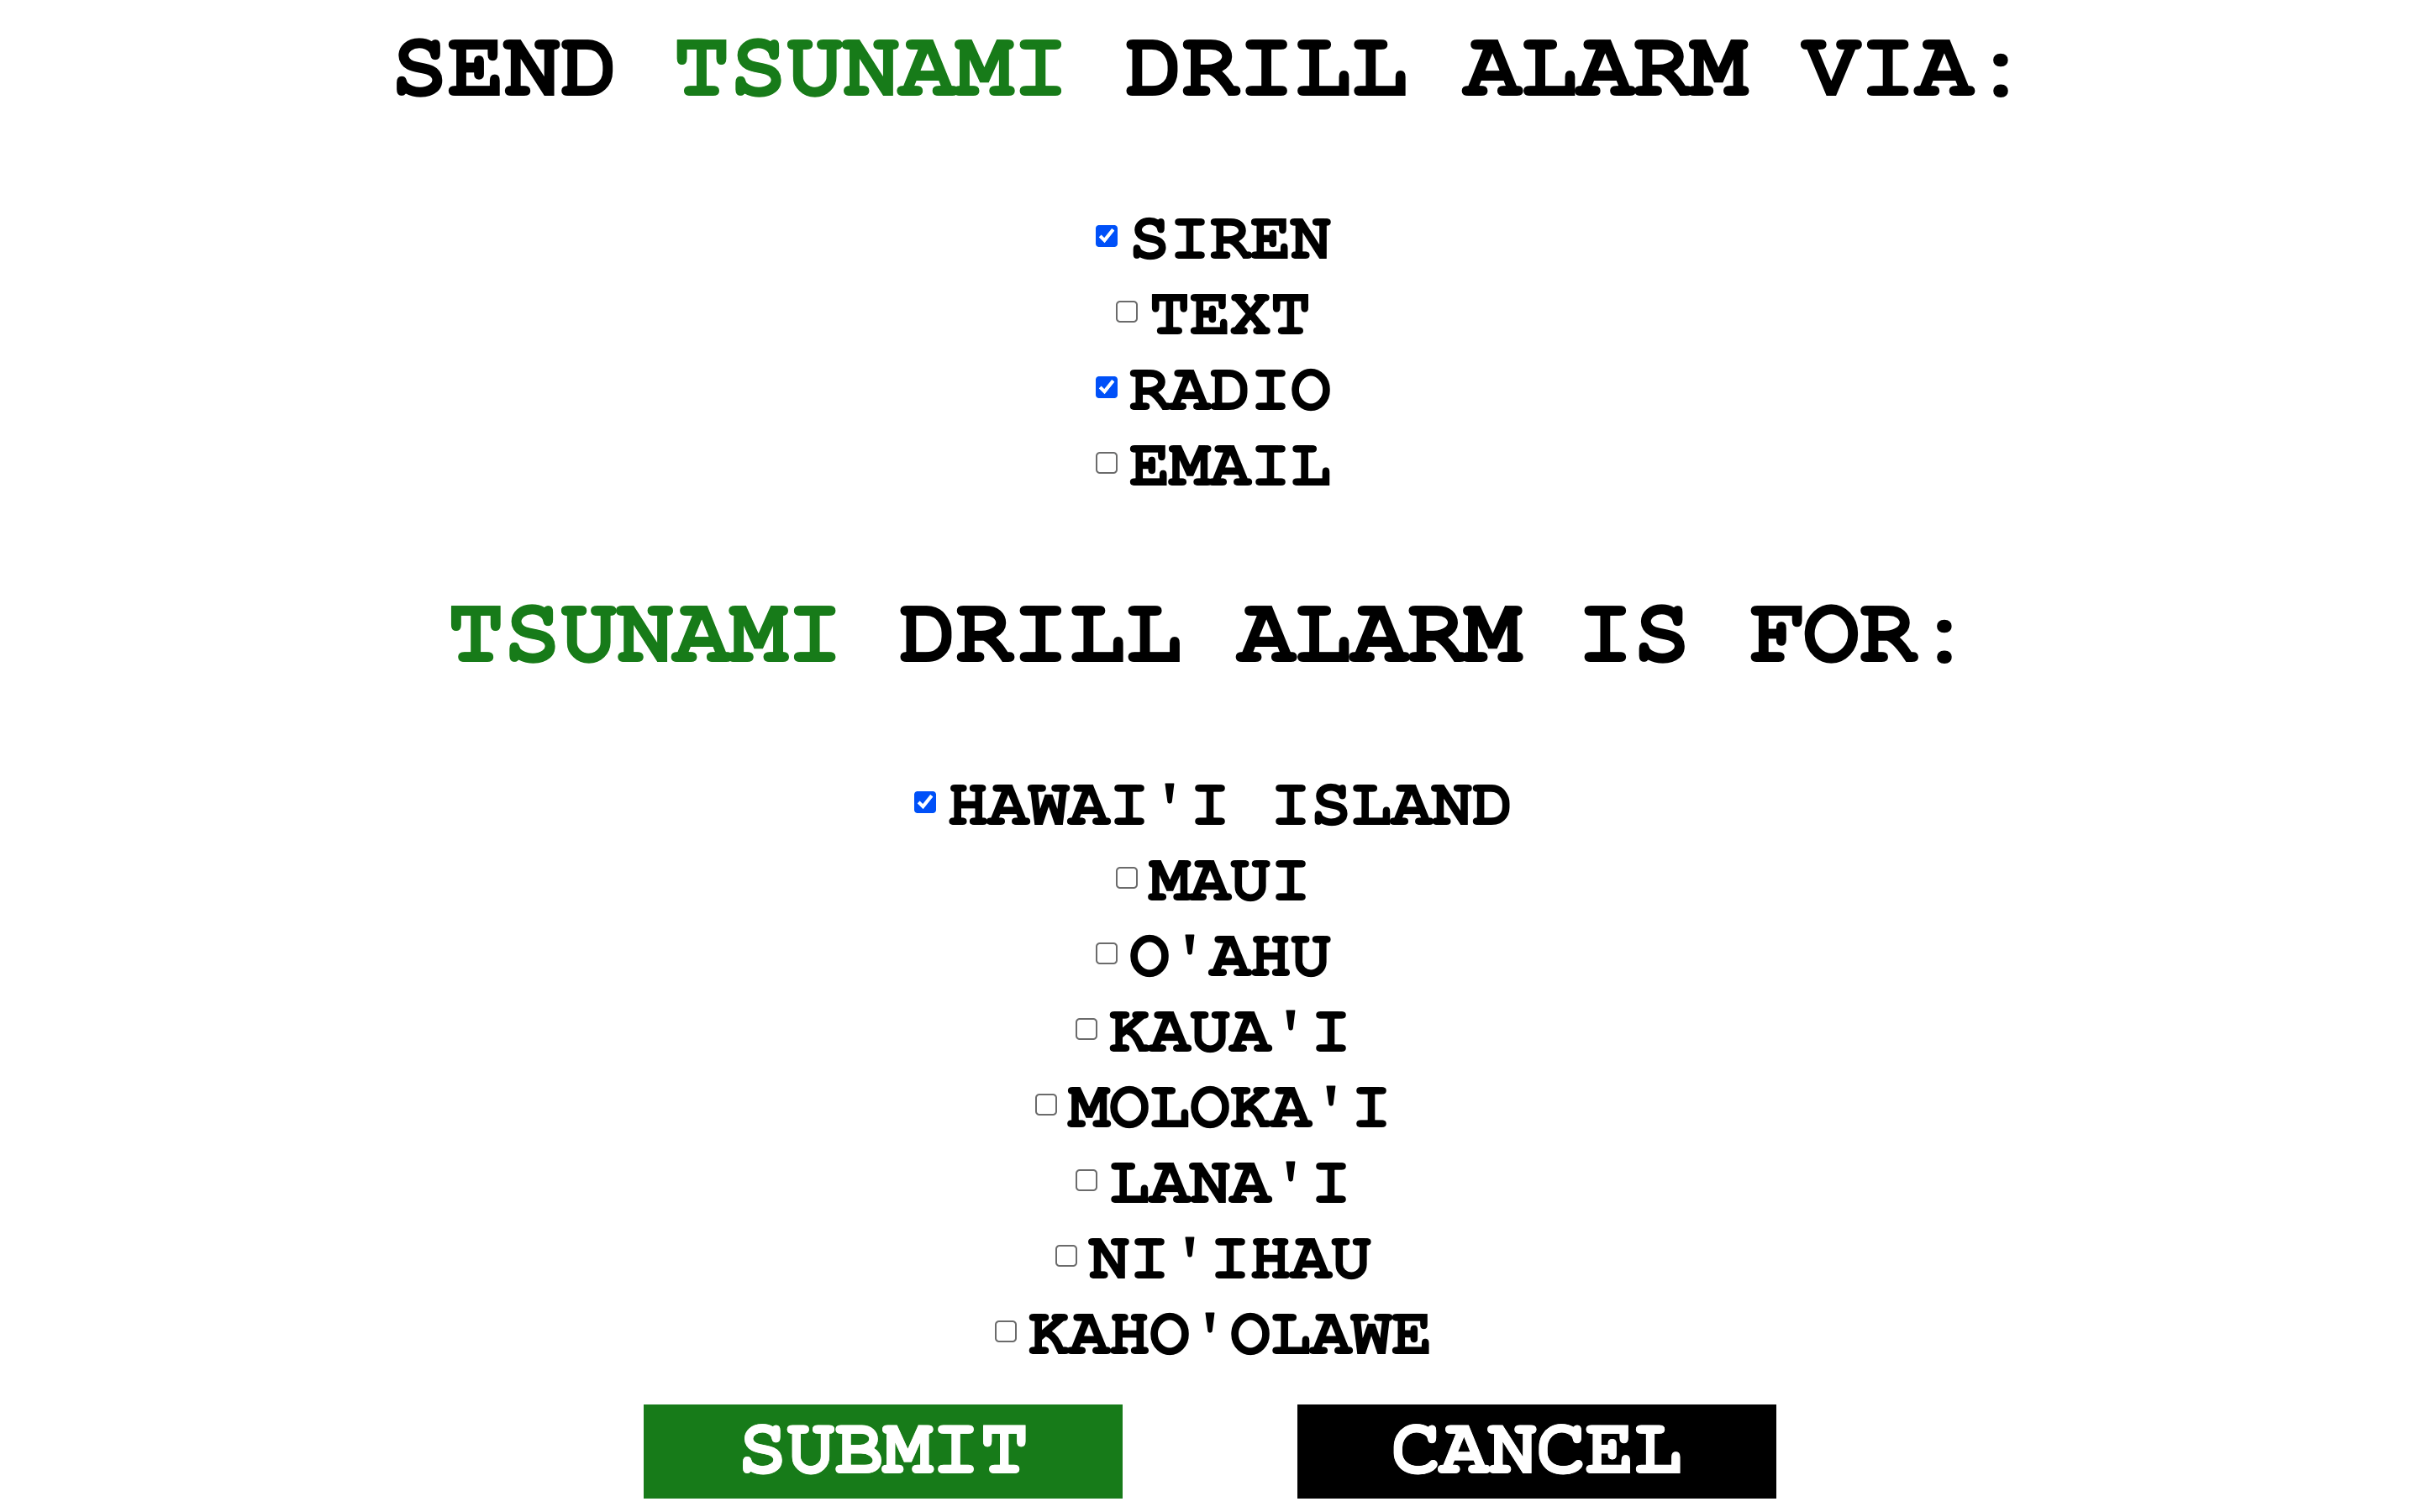 SEND TSUNAMI DRILL ALARM VIA:
SIREN
TEXT
RADIO
EMAIL
TSUNAMI DRILL ALARM IS FOR:
HAWAI'I ISLAND
MAUI
O'AHU
KAUA'I
MOLOKA'I
LANA'I
NI'IHAU
KAHO'OLAWE
SUBMIT CANCEL